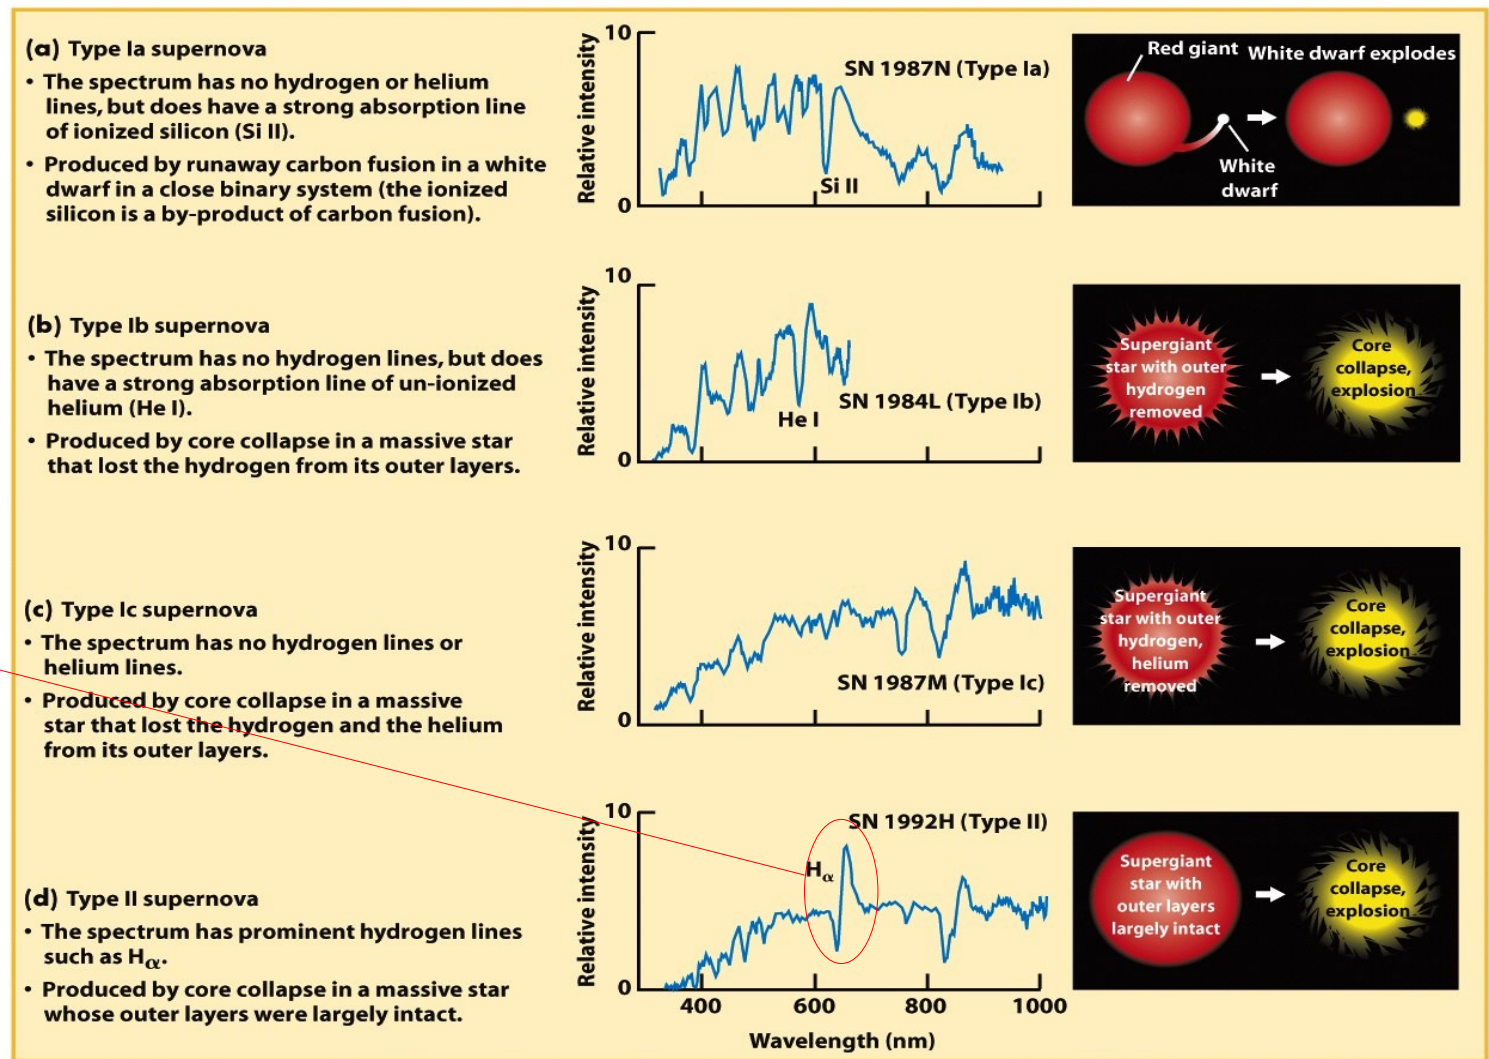 (a) Type Ia supernova
• The spectrum has no hydrogen or helium
lines, but does have a strong absorption line
of ionized silicon (Si II).
• Produced by runaway carbon fusion in a white
dwarf in a close binary system (the ionized
silicon is a by-product of carbon fusion).
10
Relative intensity
0
SN 1987N (Type Ia)
Si II
Red giant
White dwarf explodes
White
dwarf
(b) Type Ib supernova
• The spectrum has no hydrogen lines, but does
have a strong absorption line of un-ionized
helium (He I).
• Produced by core collapse in a massive star
that lost the hydrogen from its outer layers.
10
Relative intensity
0
He I
SN 1984L (Type Ib)
Supergiant
star with outer
hydrogen
removed
Core
collapse,
explosion
(c) Type Ic supernova
• The spectrum has no hydrogen lines or
helium lines.
• Produced by core collapse in a massive
star that lost the hydrogen and the helium
from its outer layers.
10
Relative intensity
0
SN 1987M (Type Ic)
Supergiant
star with outer
hydrogen,
helium
removed
Core
collapse,
explosion
(d) Type II supernova
• The spectrum has prominent hydrogen lines
such as Hα.
• Produced by core collapse in a massive star
whose outer layers were largely intact.
10
Relative intensity
0
SN 1992H (Type II)
Hα
400 600 800 1000
Wavelength (nm)
Supergiant
star with
outer layers
largely intact
Core
collapse,
explosion